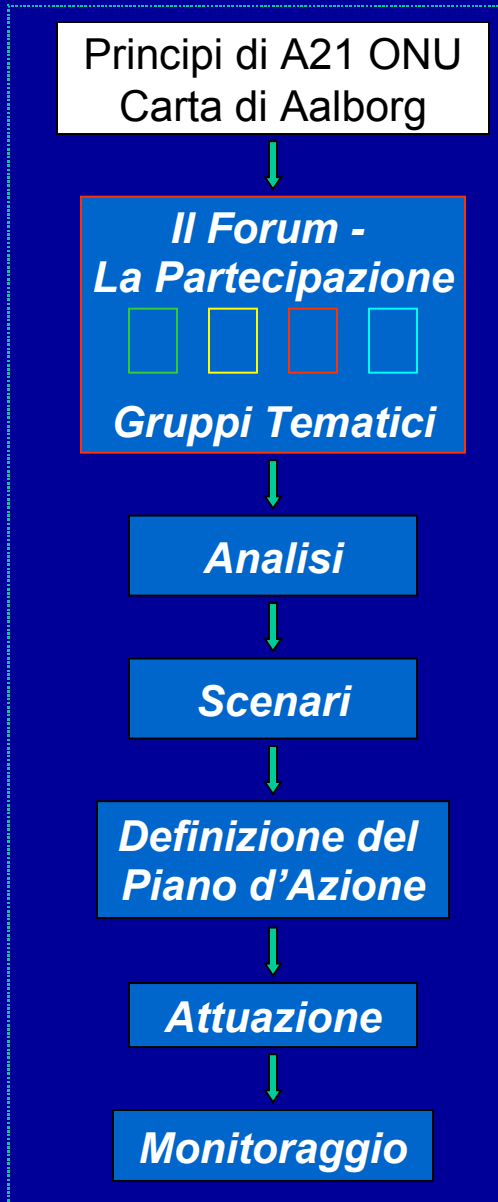 Principi di A21 ONU
Carta di Aalborg
Il Forum -
La Partecipazione
Gruppi Tematici
Analisi
Scenari
Definizione del
Piano d’Azione
Attuazione
Monitoraggio